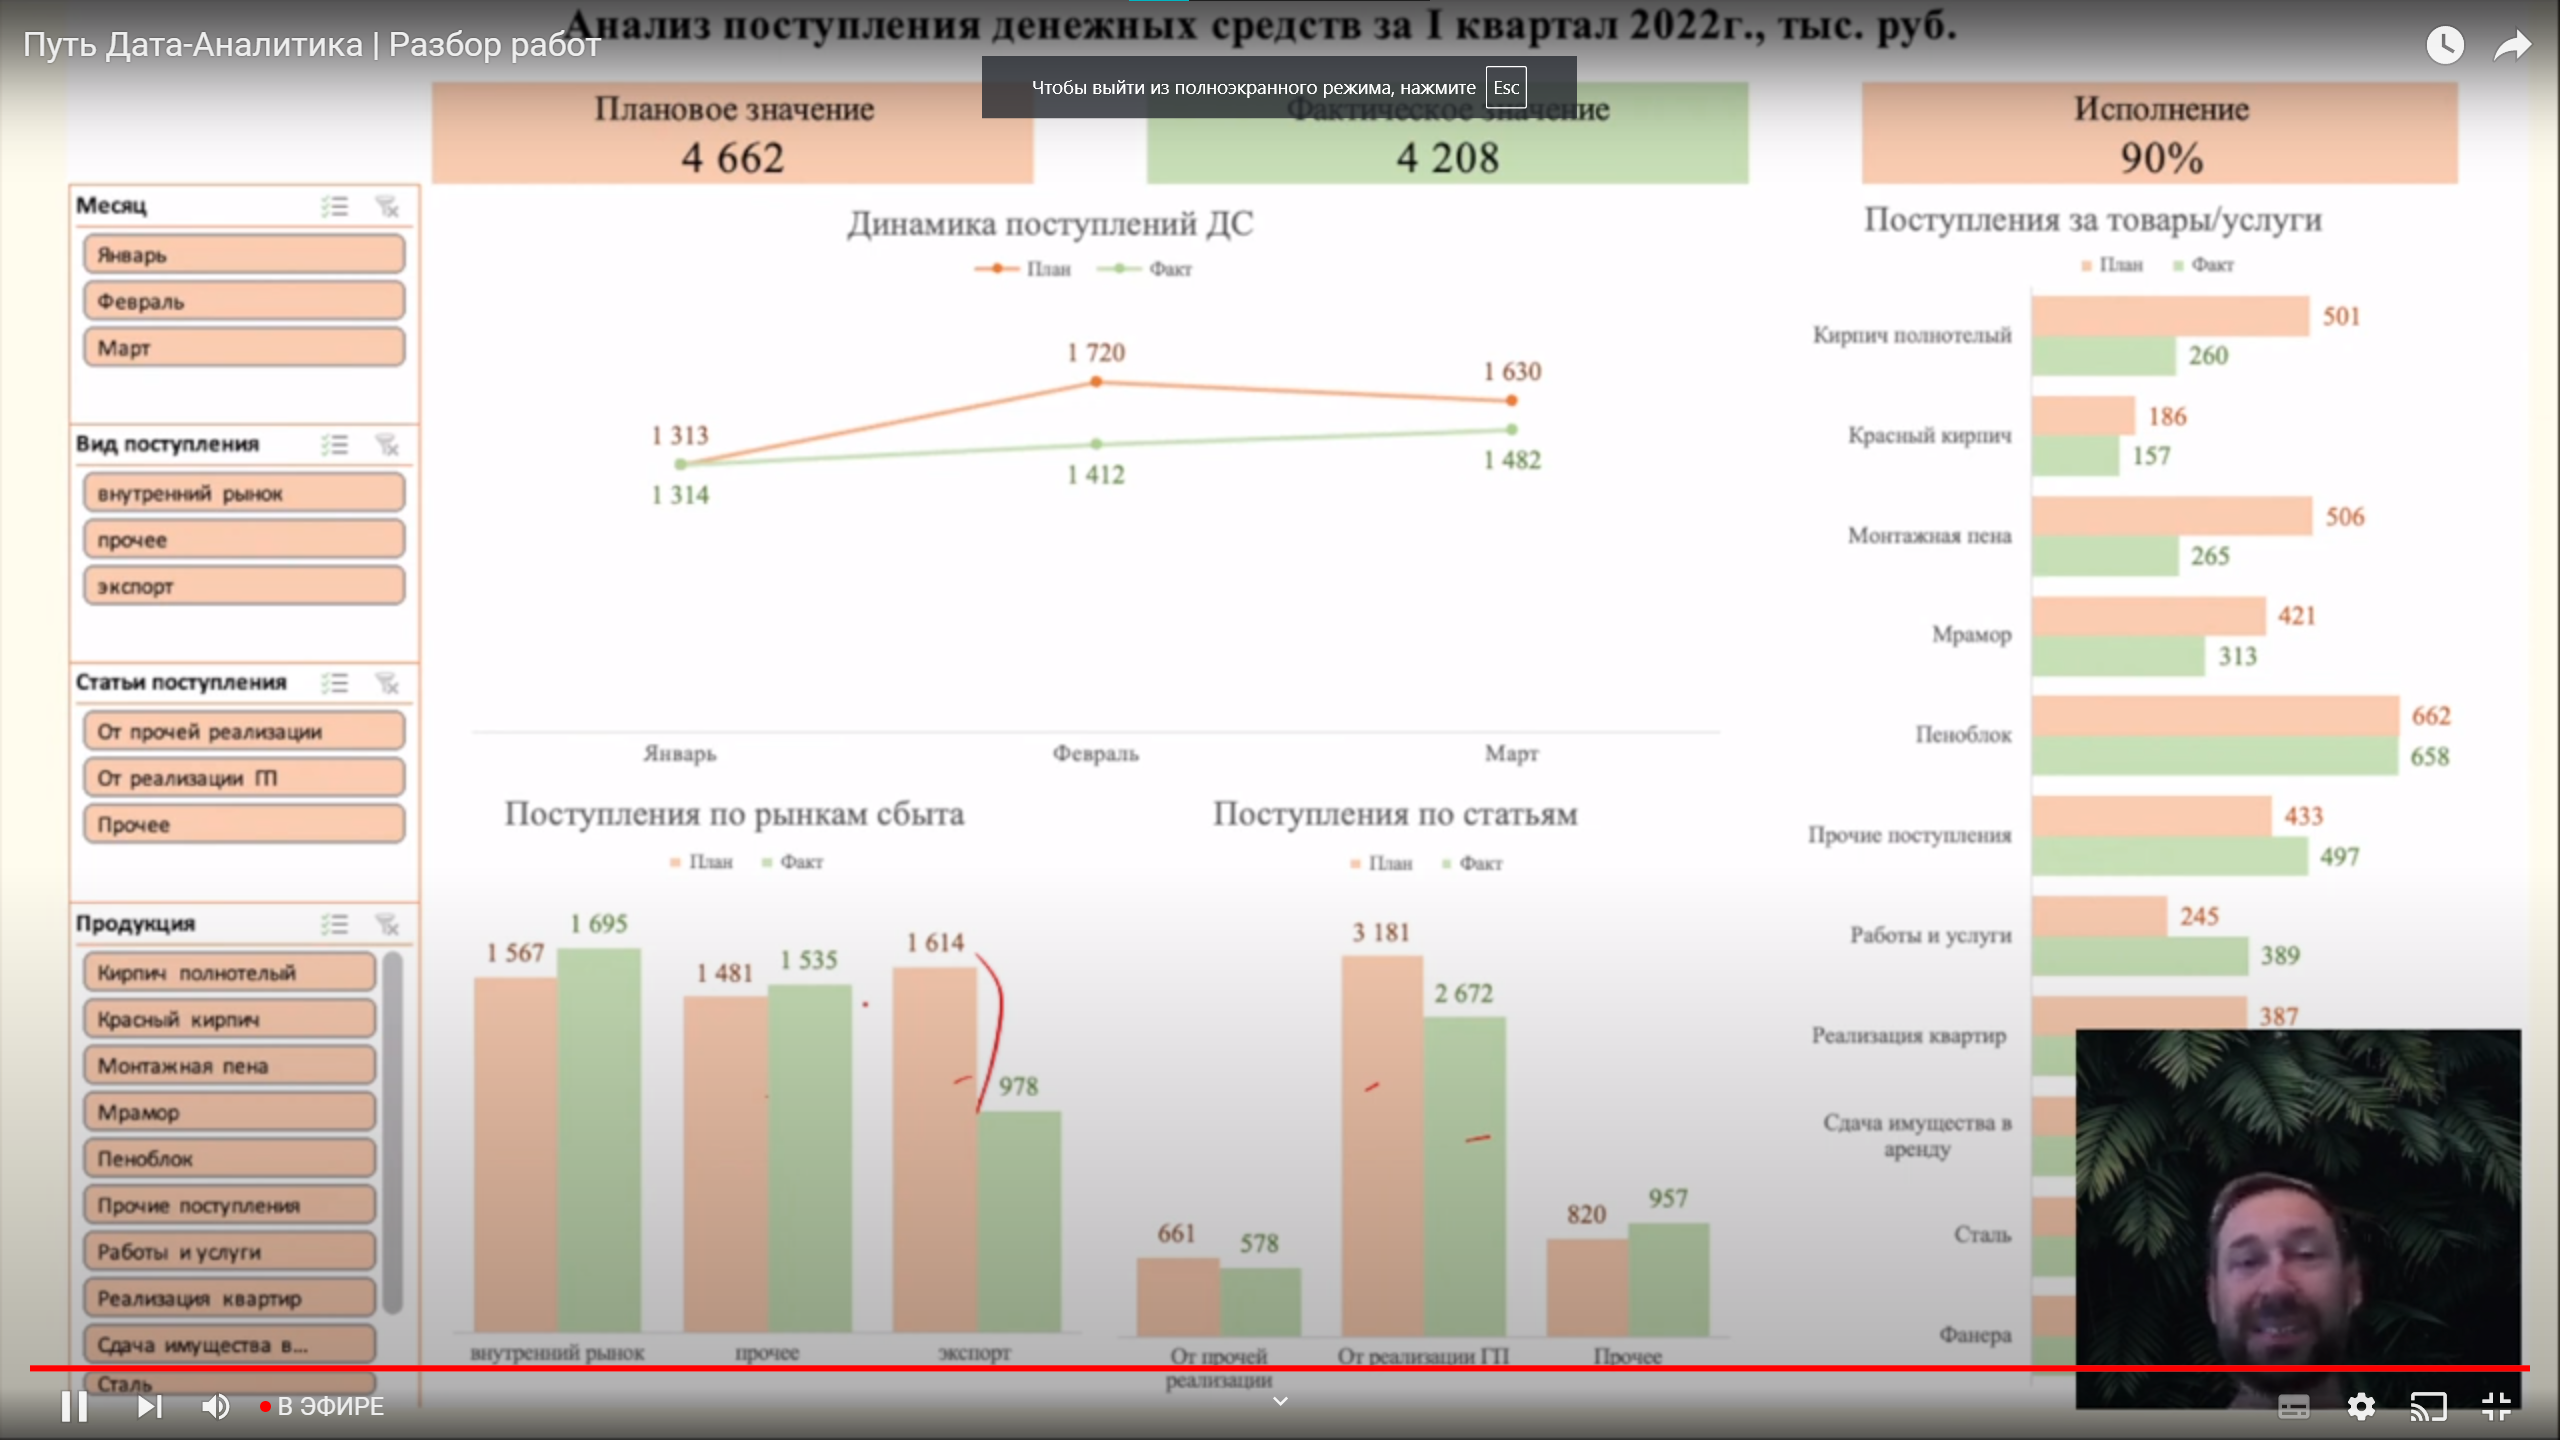 Анализ поступления денежных средств за I квартал 2022г., тыс. руб.
Путь Дата-Аналитика | Разбор работ
Чтобы выйти из полноэкранного режима, нажмите Esc
Плановое значение
4 662
Фактическое значение
4 208
Исполнение
90%
Месяц
Январь
Февраль
Март
Вид поступления
внутренний рынок
прочее
экспорт
Статьи поступления
От прочей реализации
От реализации ГП
Прочее
Продукция
Кирпич полнотелый
Красный кирпич
Монтажная пена
Мрамор
Пеноблок
Прочие поступления
Работы и услуги
Реализация квартир
Сдача имущества в...
Сталь
Динамика поступлений ДС
План Факт
1 313
1 720
1 630
1 314
1 412
1 482
Январь Февраль Март
Поступления по рынкам сбыта
План Факт
1 567
1 695
1 481
1 535
1 614
978
внутренний рынок прочее экспорт
Поступления по статьям
План Факт
661
578
3 181
2 672
820
957
От прочей реализации
От реализации ГП
Прочее
Поступления за товары/услуги
План Факт
Кирпич полнотелый
501
260
Красный кирпич
186
157
Монтажная пена
506
265
Мрамор
421
313
Пеноблок
662
658
Прочие поступления
433
497
Работы и услуги
245
389
Реализация квартир
387
Сдача имущества в
аренду
Сталь
Фанера
В ЭФИРЕ